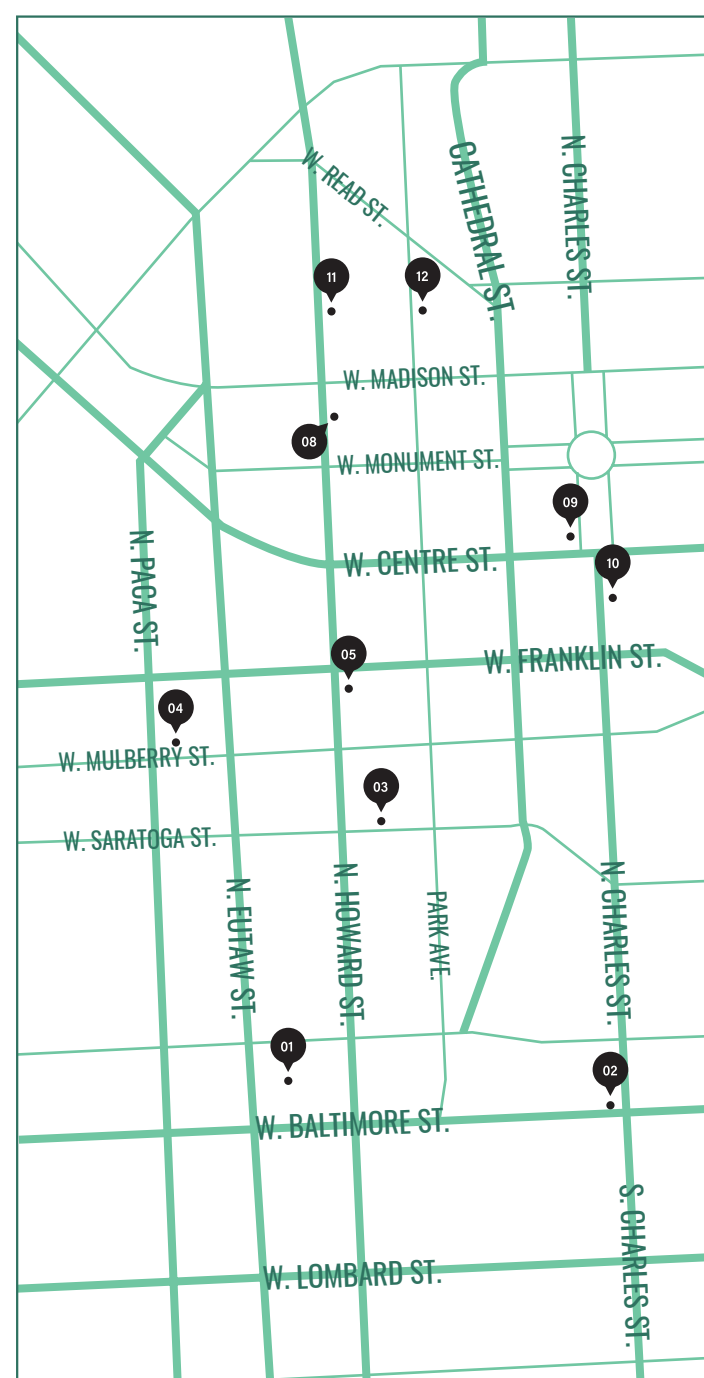 W. READ ST.
CATHEDRAL ST.
N. CHARLES ST.
11
12
W. MADISON ST.
08
W. MONUMENT ST.
09
N. PACA ST.
W. CENTRE ST.
10
05
W. FRANKLIN ST.
04
W. MULBERRY ST.
03
W. SARATOGA ST.
N. EUTAW ST.
N. HOWARD ST.
PARK AVE.
N. CHARLES ST.
01
02
W. BALTIMORE ST.
S. CHARLES ST.
W. LOMBARD ST.